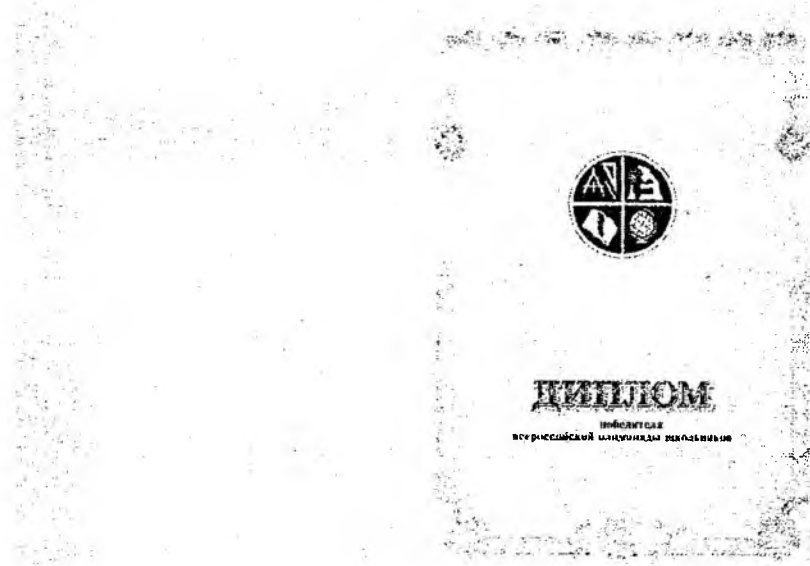 ДИПЛОМ
победителя
всероссийской олимпиады школьников